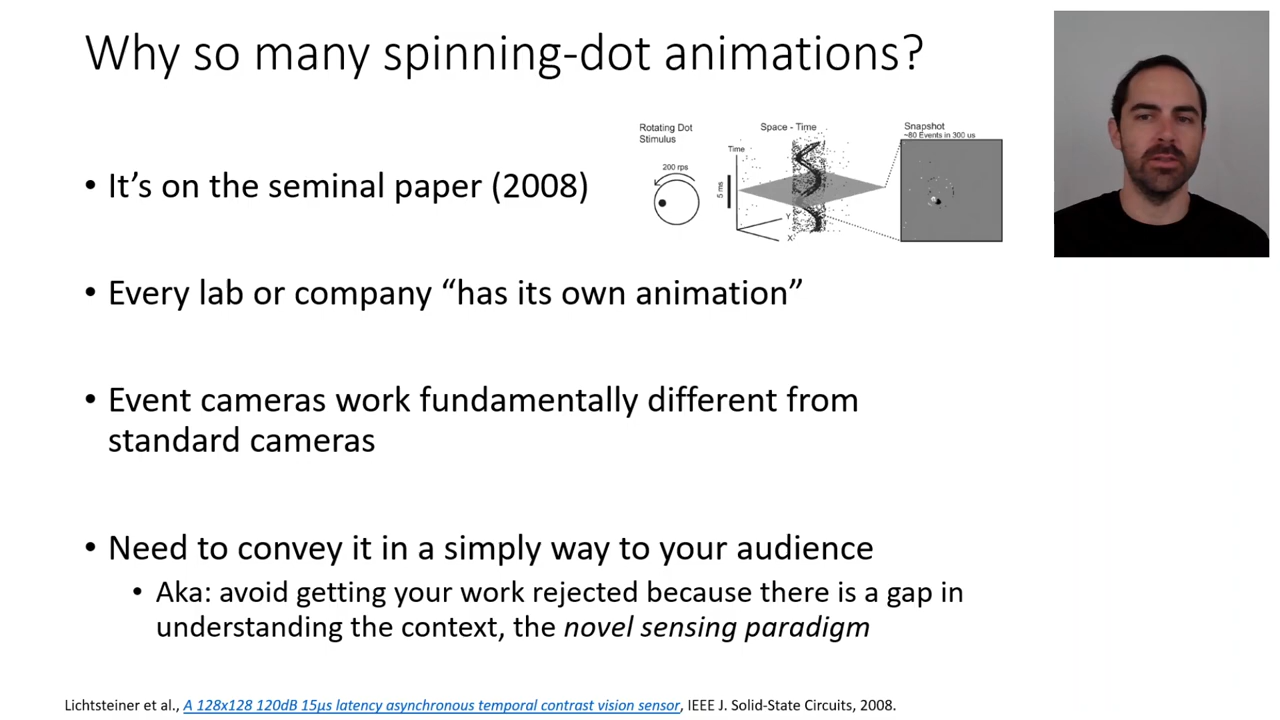 Why so many spinning-dot animations?
Rotating Dot
Stimulus
200 rps
Space - Time
Time
5 ms
Y
X
Snapshot
~80 Events in 300 us
• It's on the seminal paper (2008)
• Every lab or company “has its own animation”
• Event cameras work fundamentally different from
standard cameras
• Need to convey it in a simply way to your audience
• Aka: avoid getting your work rejected because there is a gap in
understanding the context, the novel sensing paradigm
Lichtsteiner et al., A 128x128 120dB 15µs latency asynchronous temporal contrast vision sensor, IEEE J. Solid-State Circuits, 2008.